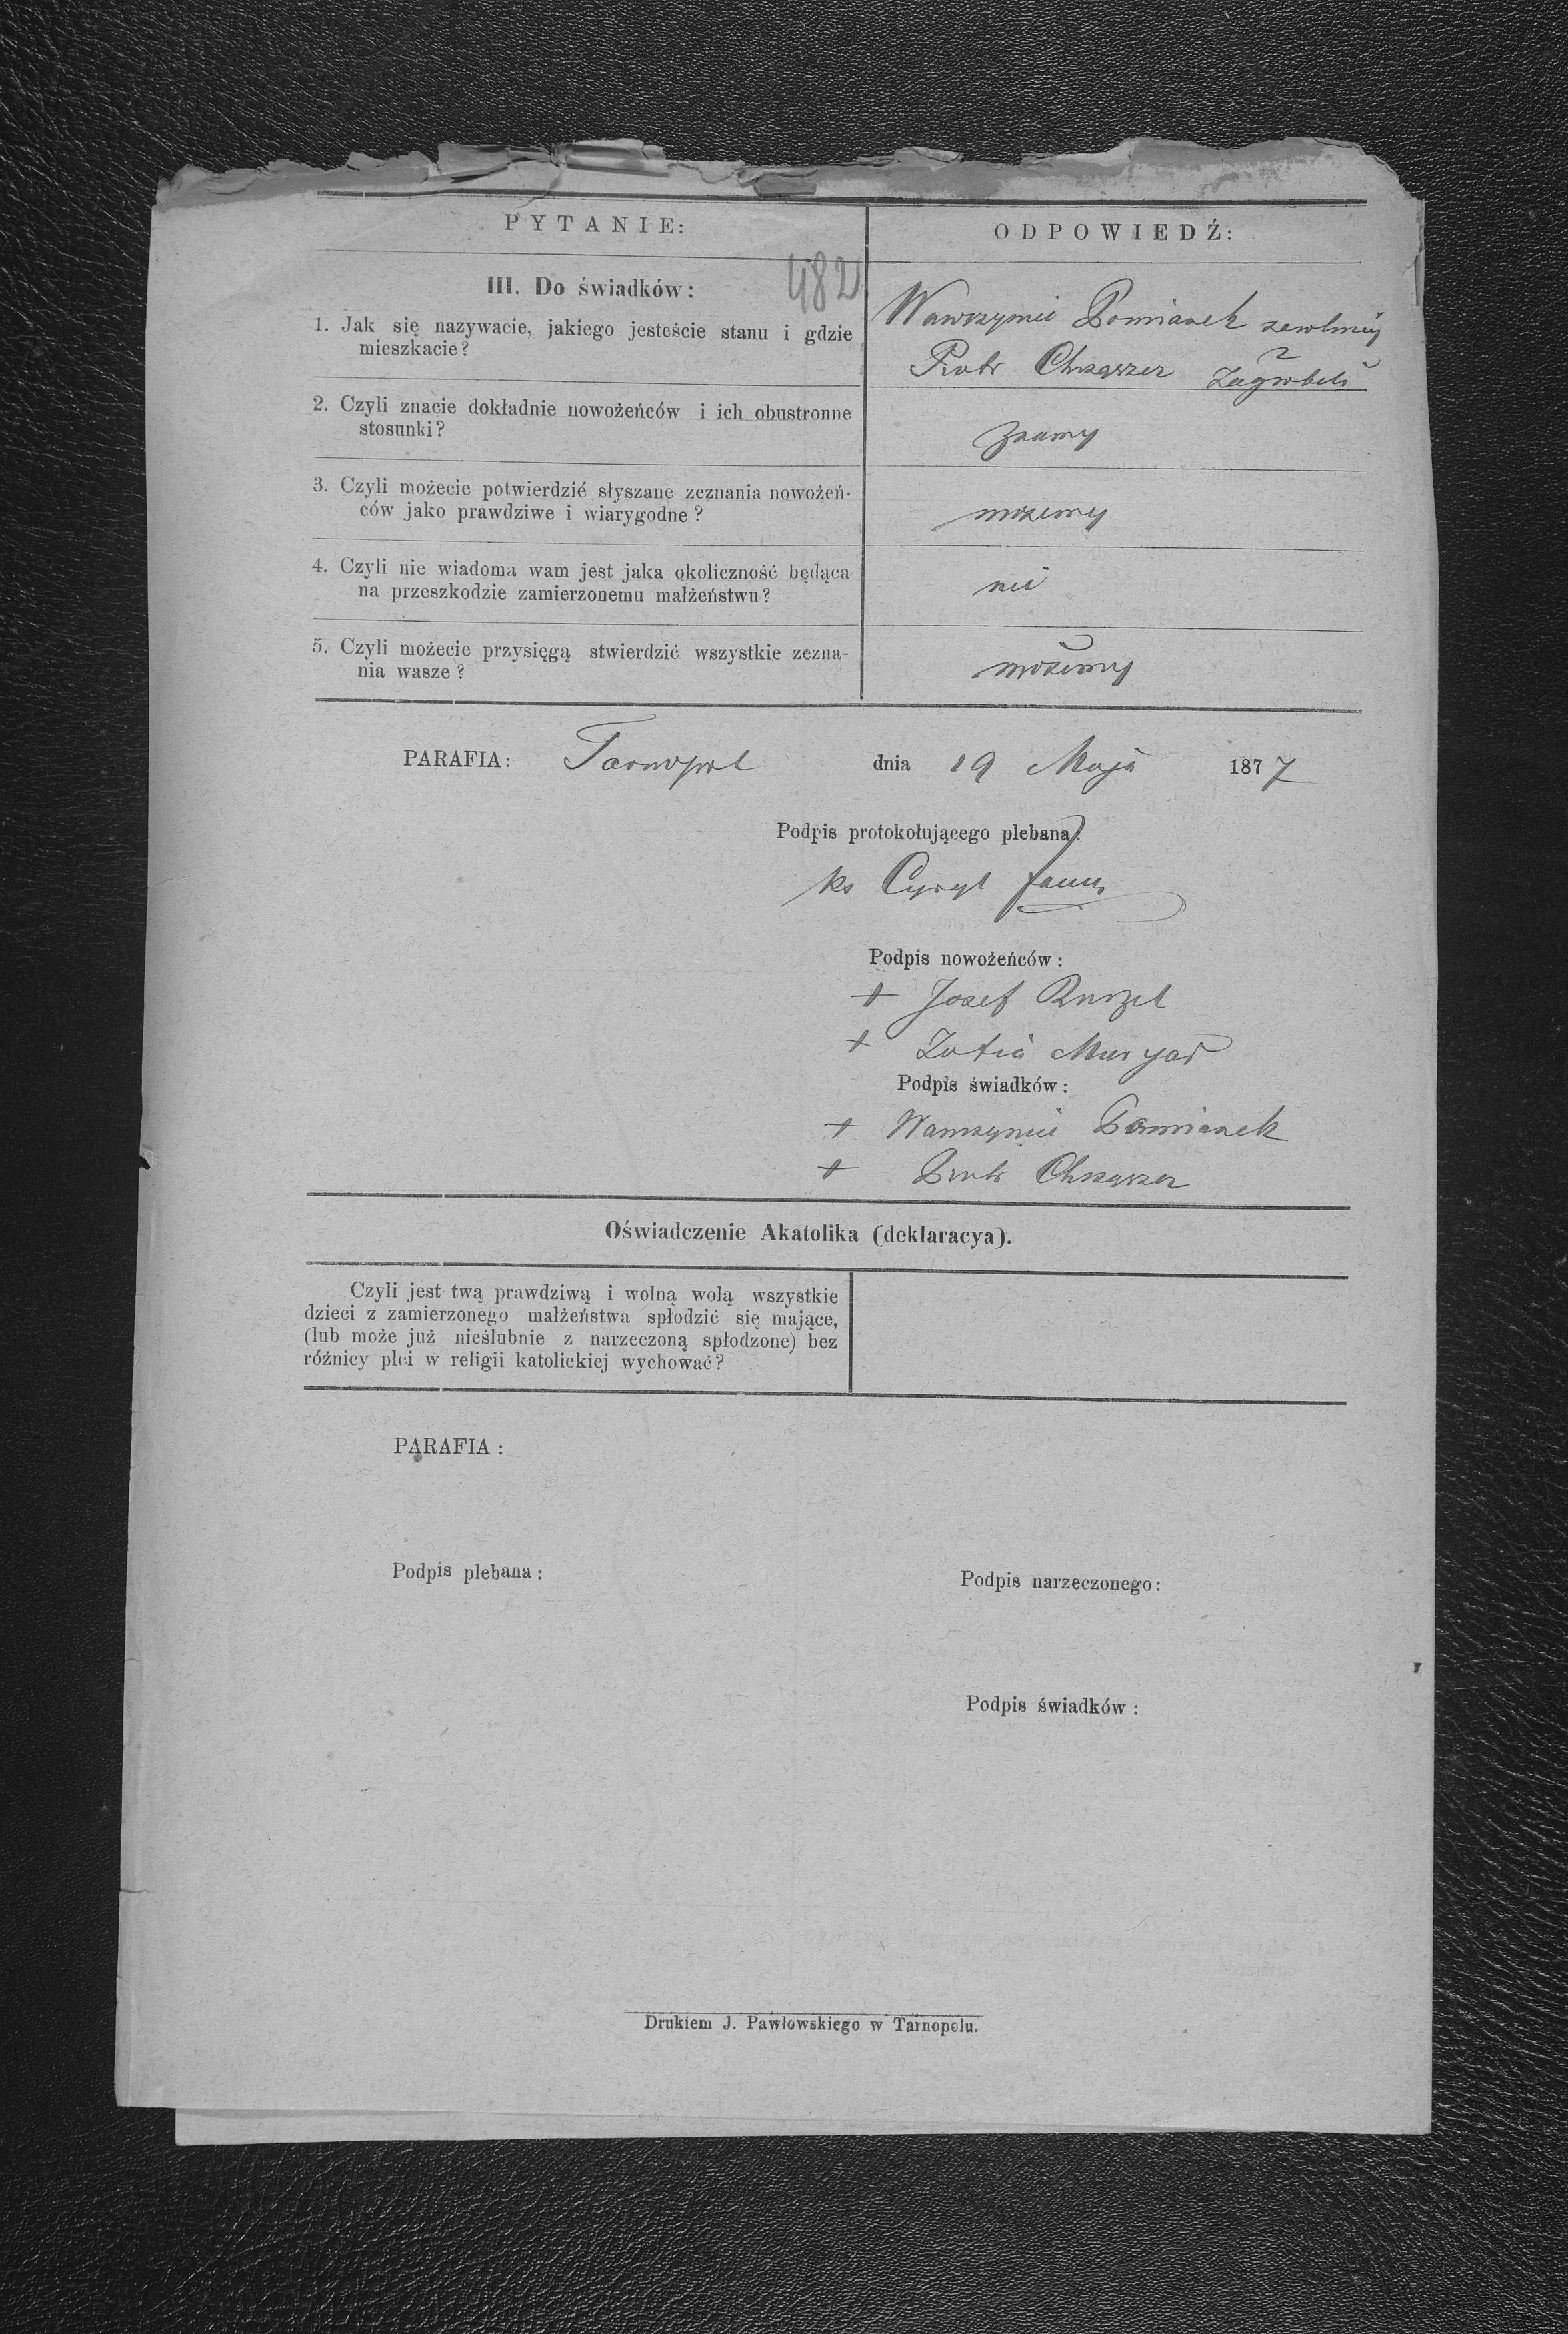 PYTANIE:
ODPOWIEDŹ:
482
III. Do świadków:
1. Jak się nazywacie, jakiego jesteście stanu i gdzie
mieszkacie?
Wawrzyniec Pomianek
Piotr Chrząszcz
2. Czyli znacie dokładnie nowożeńców i ich obustronne
stosunki?
znamy
3. Czyli możecie potwierdzić słyszane zeznania nowożeń-
ców jako prawdziwe i wiarygodne?
możemy
4. Czyli nie wiadoma wam jest jaka okoliczność będąca
na przeszkodzie zamierzonemu małżeństwu?
nie
5. Czyli możecie przysięgą stwierdzić wszystkie zezna-
nia wasze?
możemy
PARAFIA: Tarnopol dnia 19 Maja 1877
Podpis protokołującego plebana:
ks Cyryl
Podpis nowożeńców:
+ Josef
+ Zofia
Podpis świadków:
+ Wawrzyniec Pomianek
+ Piotr Chrząszcz
Oświadczenie Akatolika (deklaracya).
Czyli jest twą prawdziwą i wolną wolą wszystkie
dzieci z zamierzonego małżeństwa spłodzić się mające,
(lub może już nieślubnie z narzeczoną spłodzone) bez
różnicy płci w religii katolickiej wychować?
PARAFIA:
Podpis plebana:
Podpis narzeczonego:
Podpis świadków:
Drukiem J. Pawłowskiego w Tarnopolu.